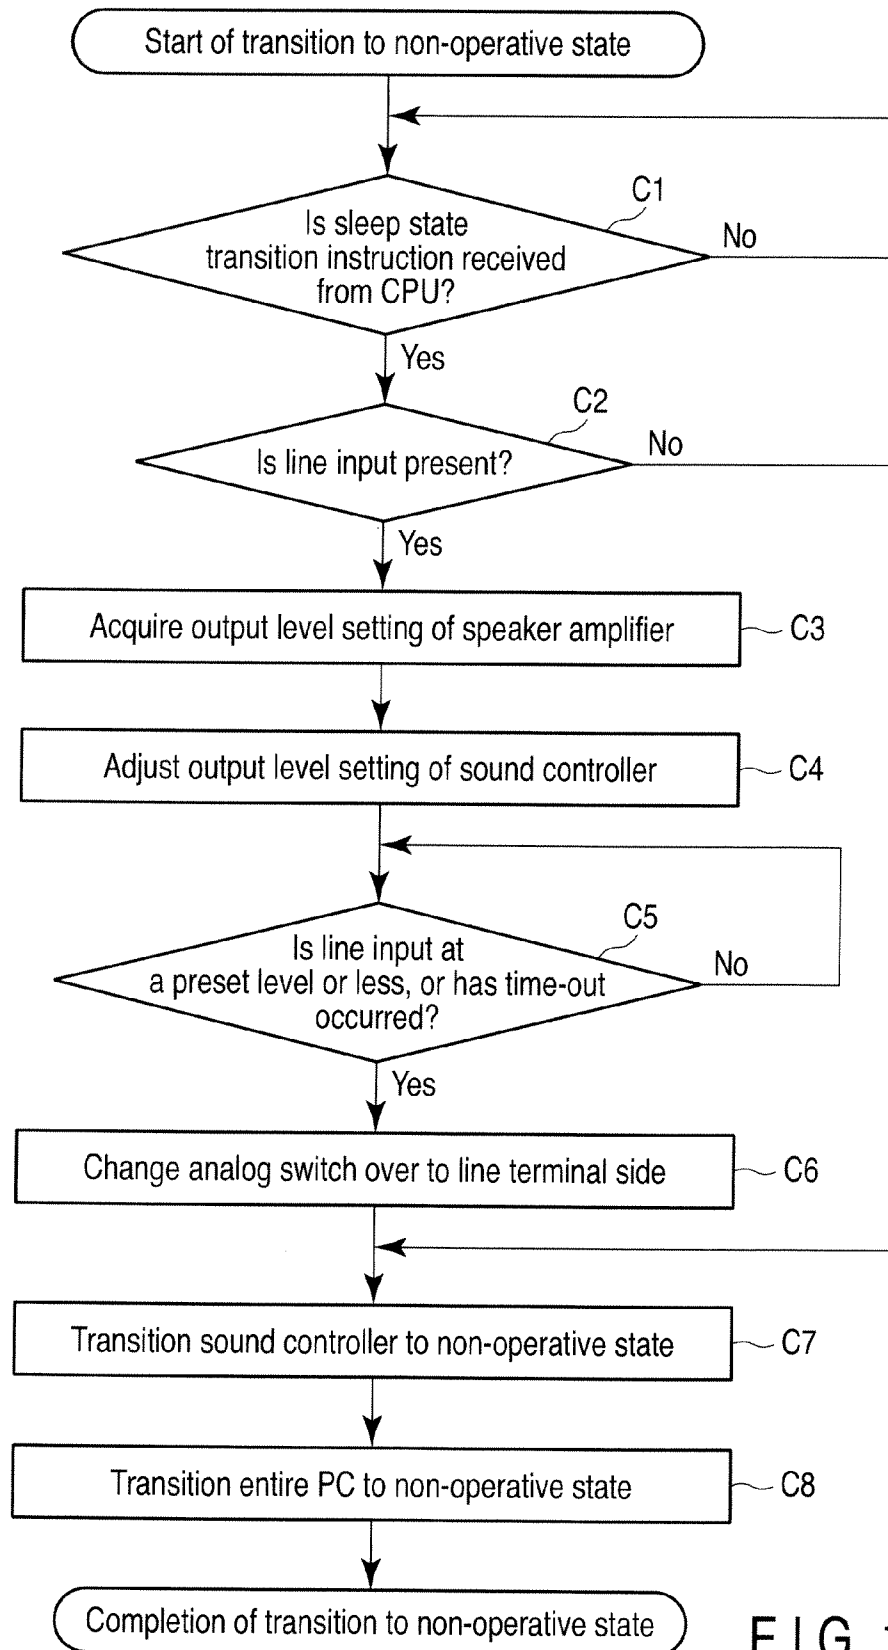 Start of transition to non-operative state
C1
Is sleep state
transition instruction received
from CPU?
No
Yes
C2
Is line input present?
No
Yes
Acquire output level setting of speaker amplifier
C3
Adjust output level setting of sound controller
C4
C5
Is line input at
a preset level or less, or has time-out
occurred?
No
Yes
Change analog switch over to line terminal side
C6
Transition sound controller to non-operative state
C7
Transition entire PC to non-operative state
C8
Completion of transition to non-operative state
FIG